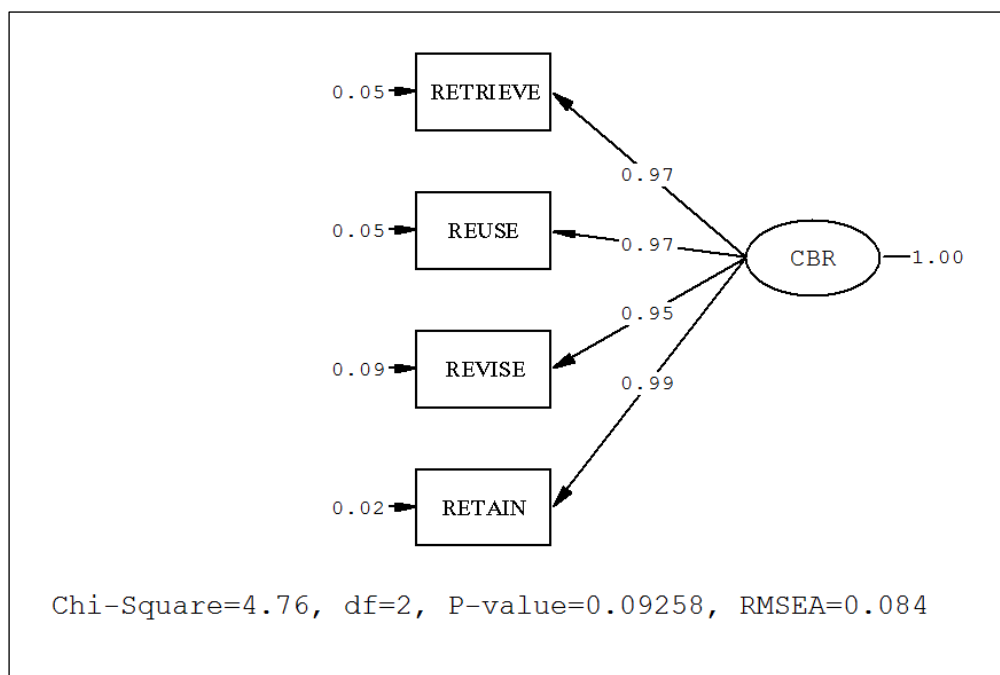 0.05 RETRIEVE
0.97
0.05 REUSE 0.97 CBR 1.00
0.95
0.09 REVISE
0.99
0.02 RETAIN
Chi-Square=4.76, df=2, P-value=0.09258, RMSEA=0.084